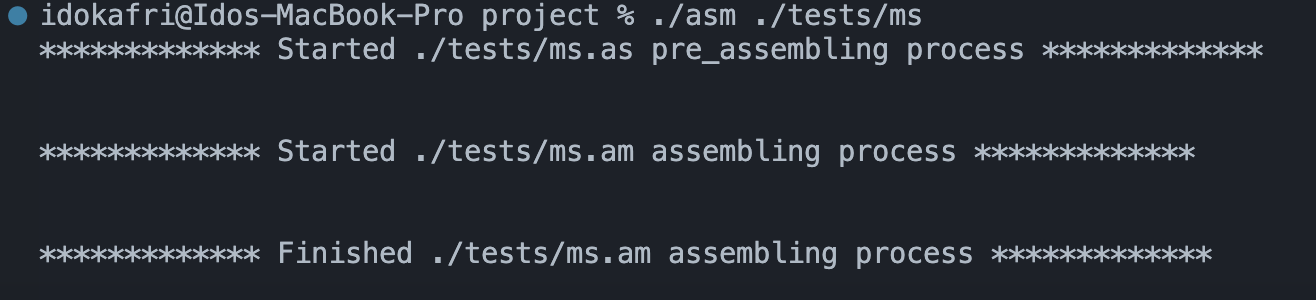 idokafri@Idos-MacBook-Pro project % ./asm ./tests/ms
************* Started ./tests/ms.as pre_assembling process *************
************* Started ./tests/ms.am assembling process *************
************* Finished ./tests/ms.am assembling process *************